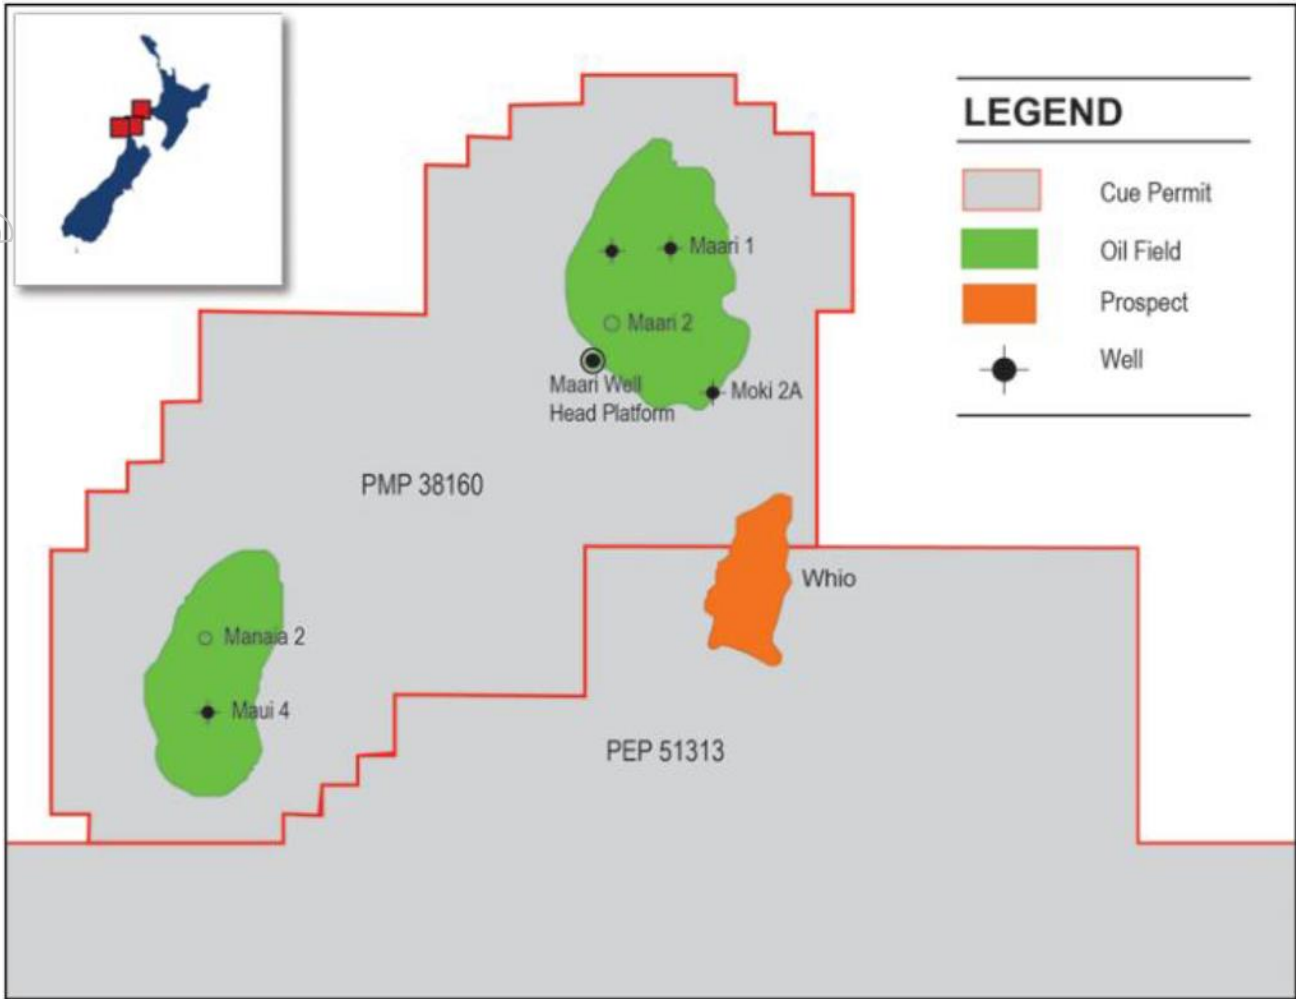 LEGEND
Cue Permit
Oil Field
Prospect
Well
Maari 1
Maari 2
Maari Well
Head Platform
Moki 2A
PMP 38160
Whio
Manaia 2
Maui 4
PEP 51313